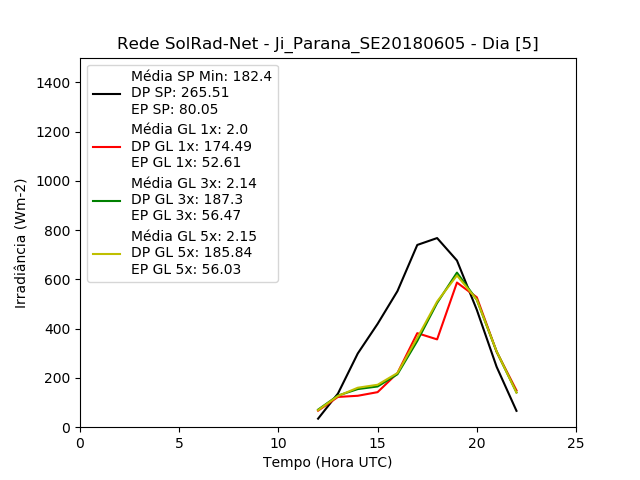 Rede SolRad-Net - Ji_Parana_SE20180605 - Dia [5]
Média SP Min: 182.4
DP SP: 265.51
EP SP: 80.05
Média GL 1x: 2.0
DP GL 1x: 174.49
EP GL 1x: 52.61
Média GL 3x: 2.14
DP GL 3x: 187.3
EP GL 3x: 56.47
Média GL 5x: 2.15
DP GL 5x: 185.84
EP GL 5x: 56.03
Irradiância (Wm-2)
1400
1200
1000
800
600
400
200
0
0 5 10 15 20 25
Tempo (Hora UTC)